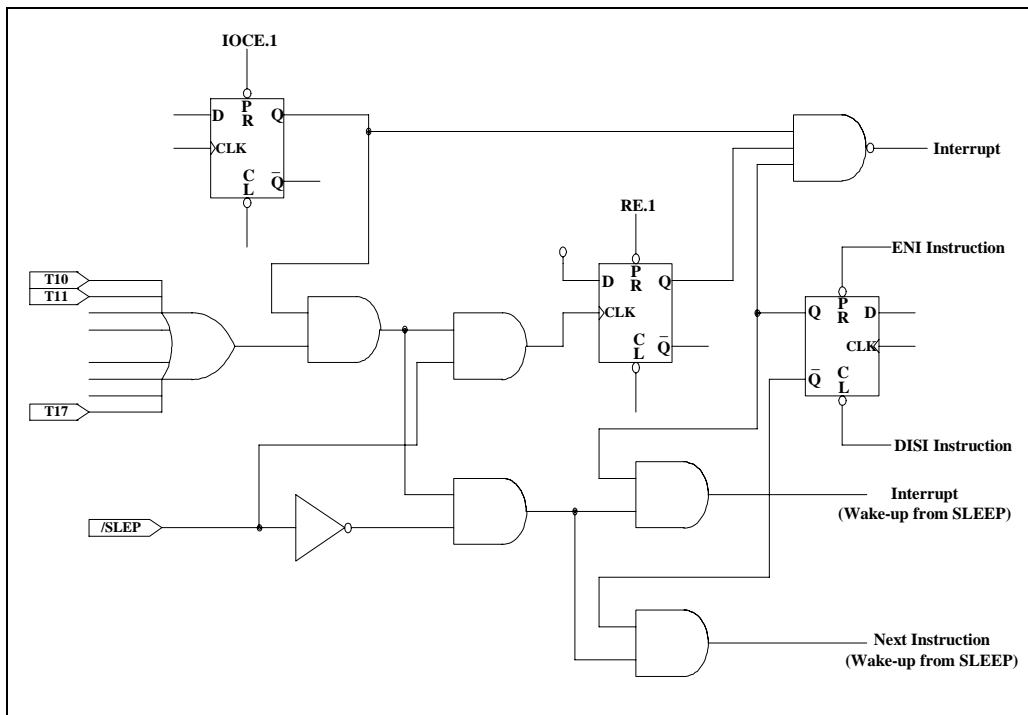 IOCE.1
D
P
R
Q
CLK
C
L
Q̅
Interrupt
RE.1
D
P
R
Q
CLK
C
L
Q̅
ENI Instruction
Q
P
R
D
CLK
Q̅
C
L
DISI Instruction
T10
T11
T17
/SLEP
Interrupt
(Wake-up from SLEEP)
Next Instruction
(Wake-up from SLEEP)